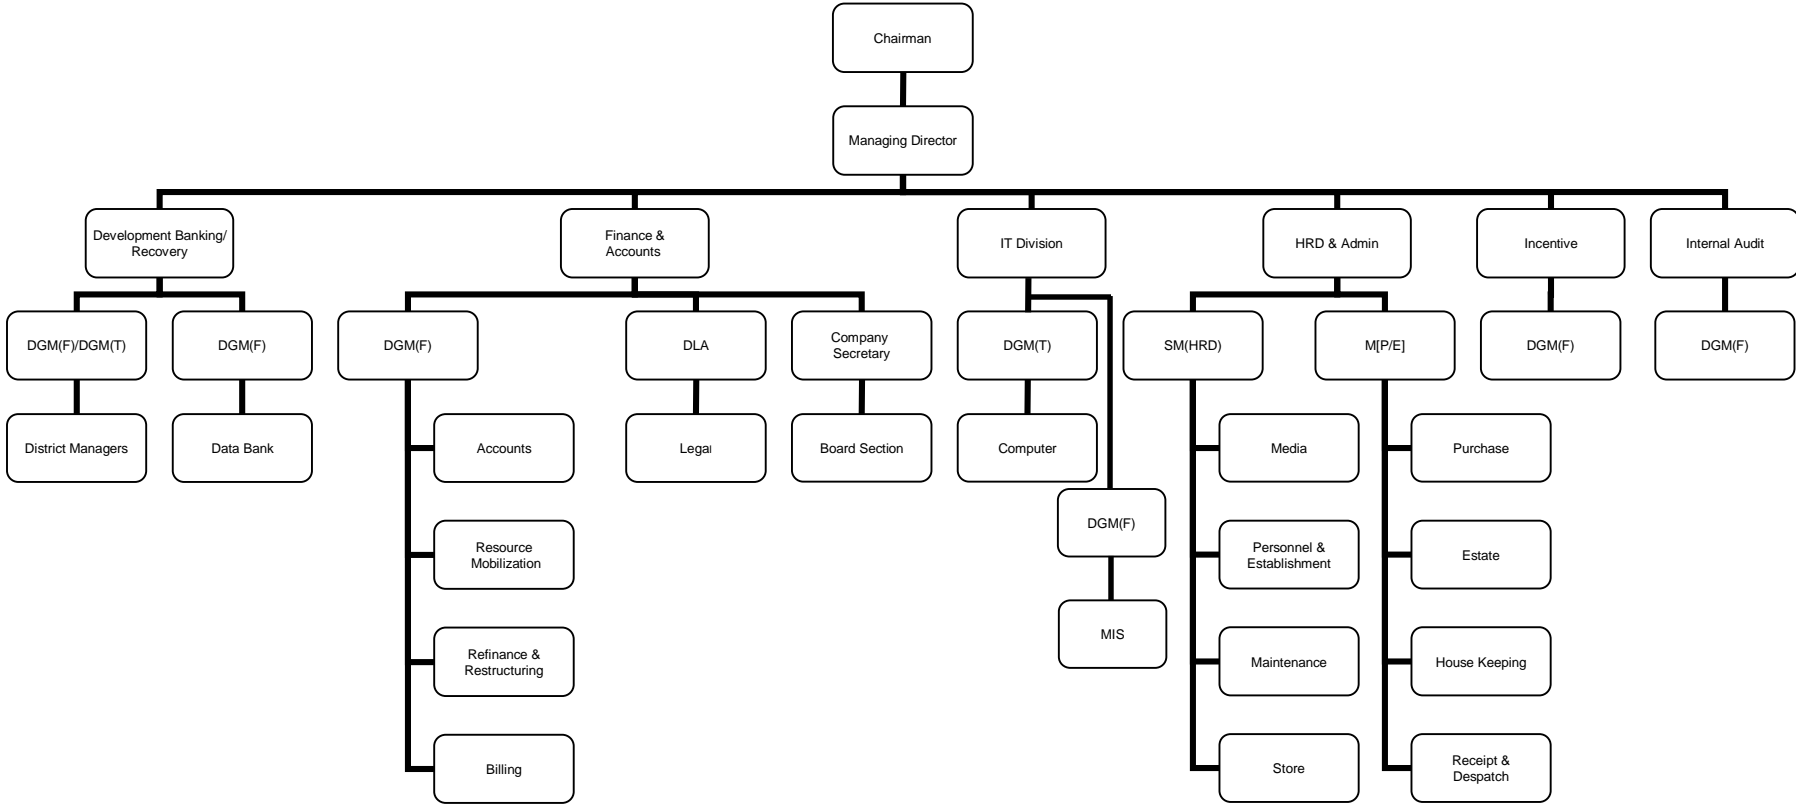 Chairman
Managing Director
Development Banking/
Recovery
Finance &
Accounts
IT Division
HRD & Admin
Incentive
Internal Audit
DGM(F)/DGM(T)
DGM(F)
DGM(F)
DLA
Company
Secretary
DGM(T)
SM(HRD)
M[P/E]
DGM(F)
DGM(F)
District Managers
Data Bank
Accounts
Legal
Board Section
Computer
Media
Purchase
DGM(F)
Resource
Mobilization
Personnel &
Establishment
Estate
MIS
Refinance &
Restructuring
Maintenance
House Keeping
Billing
Store
Receipt &
Despatch